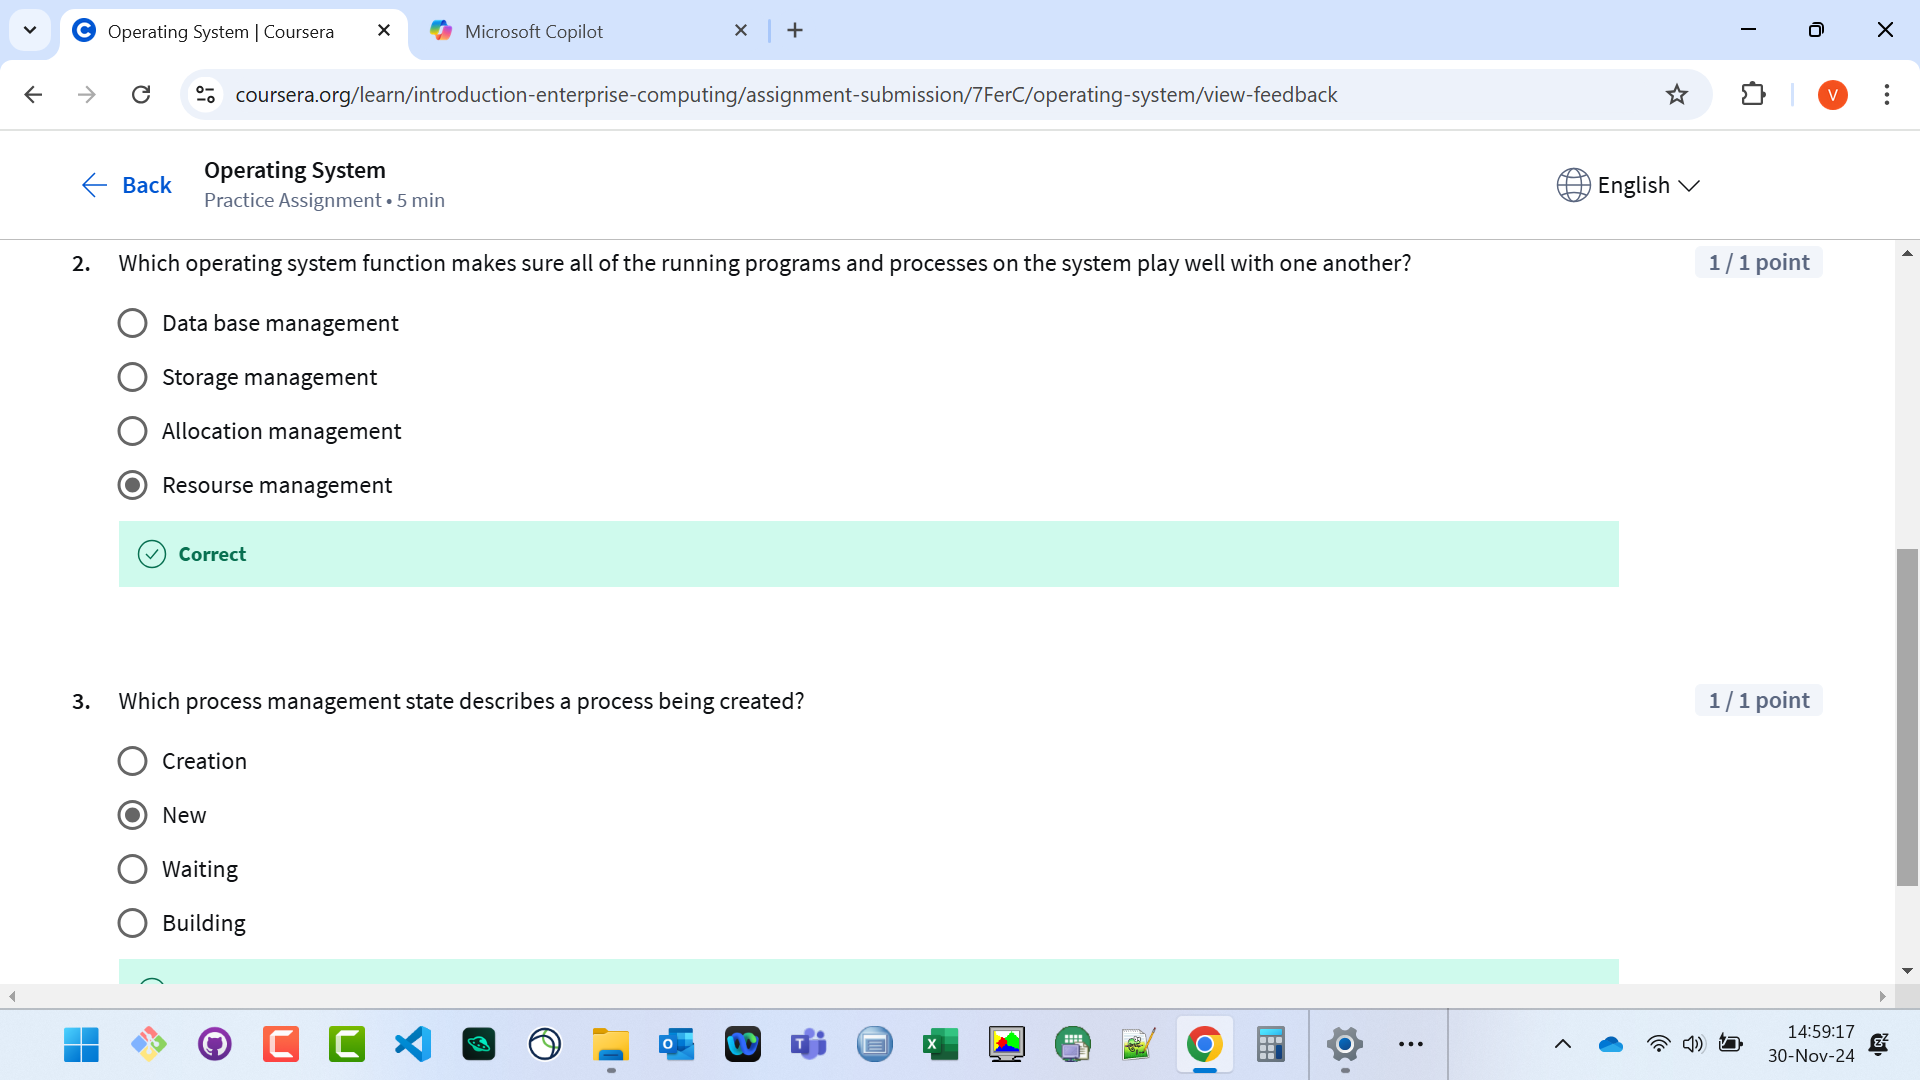 Operating System | Coursera
Microsoft Copilot
coursera.org/learn/introduction-enterprise-computing/assignment-submission/7FerC/operating-system/view-feedback
V
Back
Operating System
Practice Assignment • 5 min
English
2. Which operating system function makes sure all of the running programs and processes on the system play well with one another?
1 / 1 point
Data base management
Storage management
Allocation management
Resourse management
Correct
3. Which process management state describes a process being created?
1 / 1 point
Creation
New
Waiting
Building
14:59:17
30-Nov-24